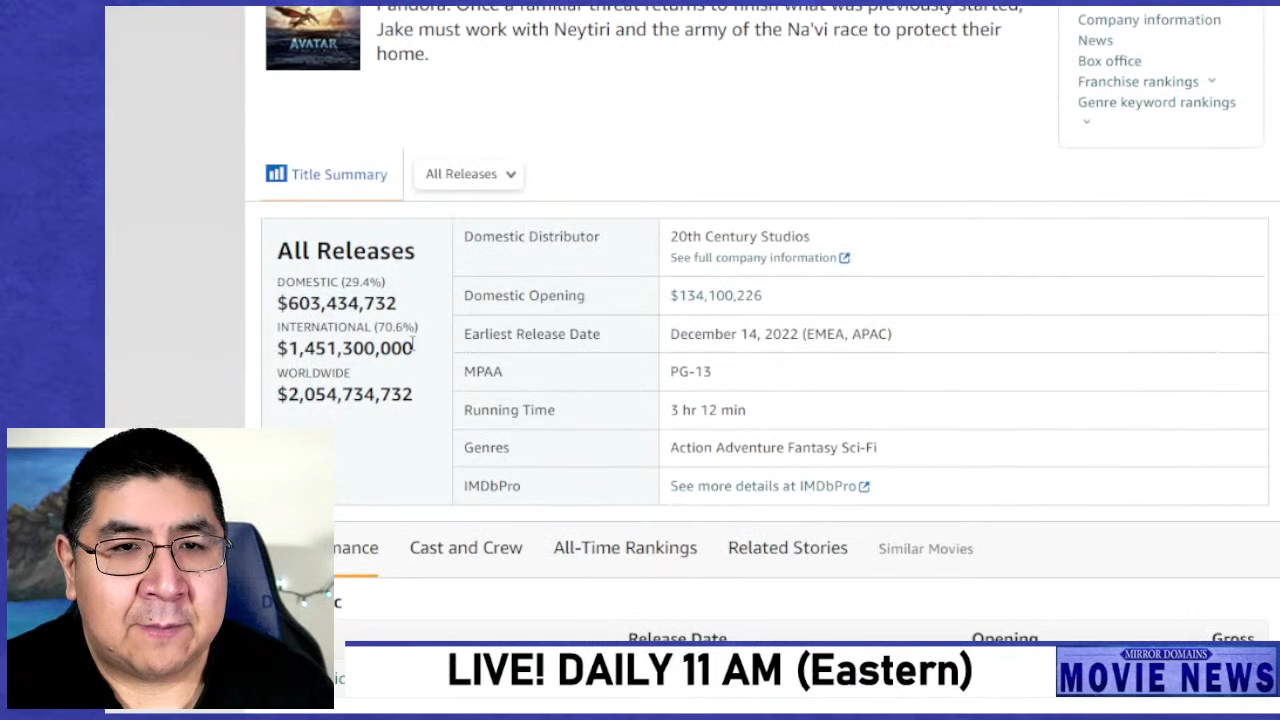 Pandora. Once a familiar threat returns to finish what was previously started,
Jake must work with Neytiri and the army of the Na'vi race to protect their
home.
AVATAR
Company information
News
Box office
Franchise rankings
Genre keyword rankings
Title Summary
All Releases
All Releases
DOMESTIC (29.4%)
$603,434,732
INTERNATIONAL (70.6%)
$1,451,300,000
WORLDWIDE
$2,054,734,732
Domestic Distributor
20th Century Studios
See full company information
Domestic Opening
$134,100,226
Earliest Release Date
December 14, 2022 (EMEA, APAC)
MPAA
PG-13
Running Time
3 hr 12 min
Genres
Action Adventure Fantasy Sci-Fi
IMDbPro
See more details at IMDbPro
mance
Cast and Crew
All-Time Rankings
Related Stories
Similar Movies
D
c
Release Date
Opening
Gross
ic
LIVE! DAILY 11 AM (Eastern)
MIRROR DOMAINS
MOVIE NEWS